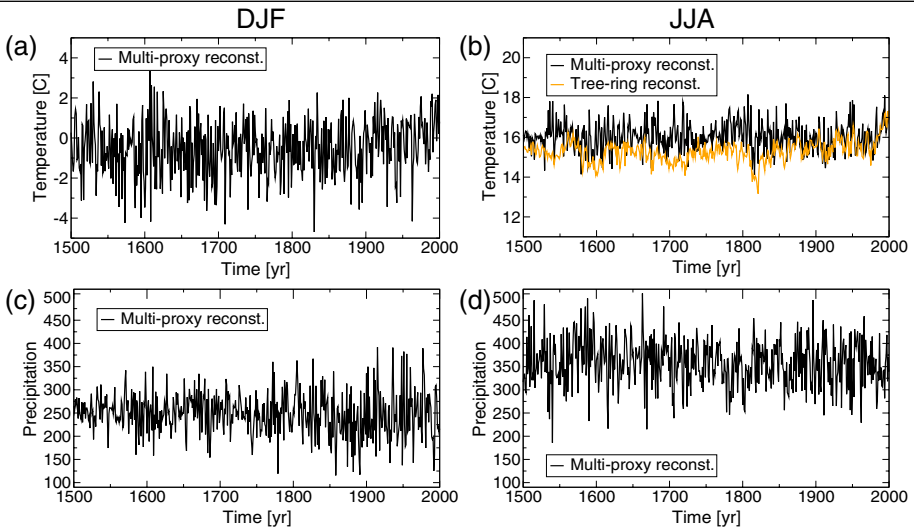 DJF
JJA
(a)
Multi-proxy reconst.
Temperature [C]
4
2
0
-2
-4
1500 1600 1700 1800 1900 2000
Time [yr]
(b)
Multi-proxy reconst.
Tree-ring reconst.
Temperature [C]
20
18
16
14
12
1500 1600 1700 1800 1900 2000
Time [yr]
(c)
Multi-proxy reconst.
Precipitation
500
450
400
350
300
250
200
150
100
1500 1600 1700 1800 1900 2000
Time [yr]
(d)
Precipitation
500
450
400
350
300
250
200
150
100
Multi-proxy reconst.
1500 1600 1700 1800 1900 2000
Time [yr]